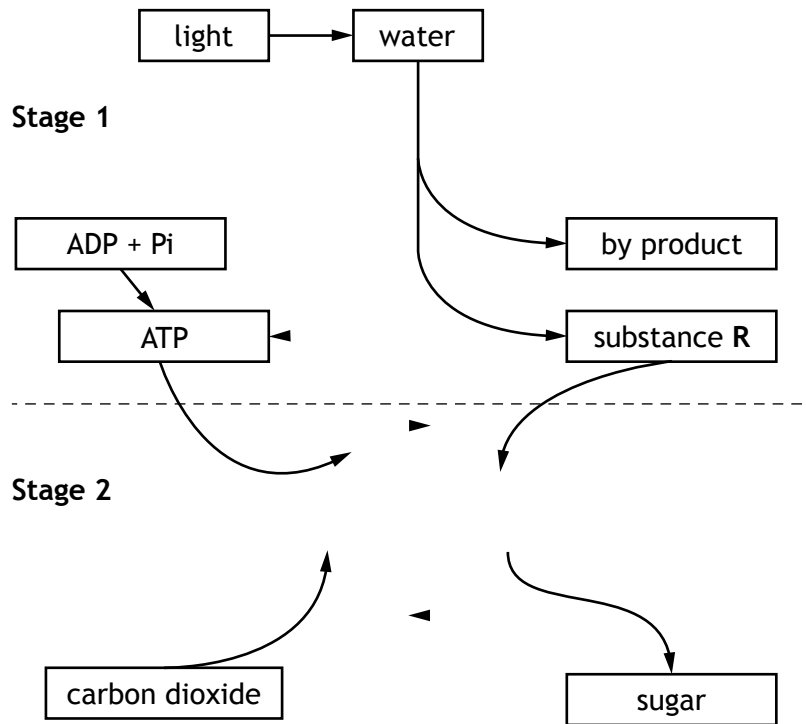 light
water
Stage 1
ADP + Pi
by product
ATP
substance R
Stage 2
carbon dioxide
sugar